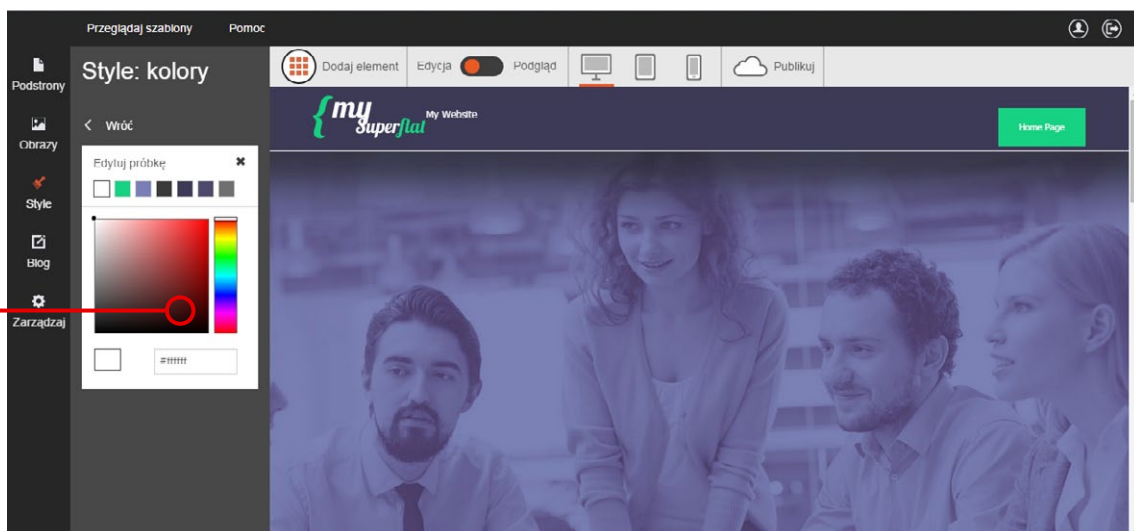 Przeglądaj szablony
Pomoc
Podstrony
Obrazy
Style
Blog
Zarządzaj
Style: kolory
Wróć
Edytuj próbkę
#ffffff
Dodaj element
Edycja
Podgląd
Publikuj
{my
Superflat
My Website
Home Page